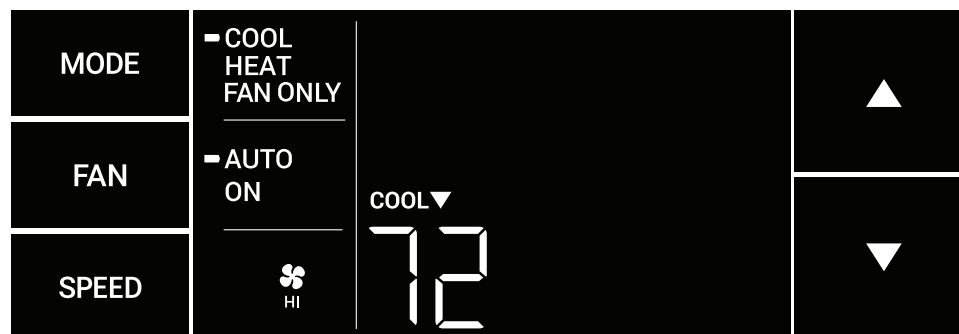 MODE
FAN
SPEED
COOL
HEAT
FAN ONLY
AUTO
ON
HI
COOL▼
72
▲
▼